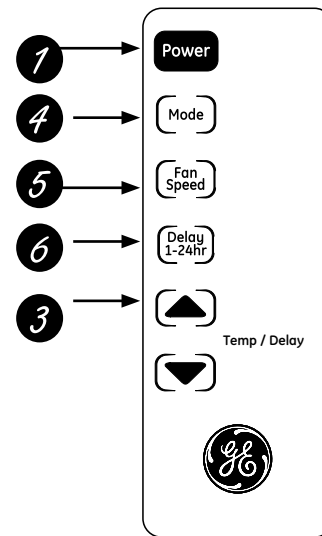 1 Power
4 Mode
5 Fan
Speed
6 Delay
1-24hr
3
Temp / Delay
GE